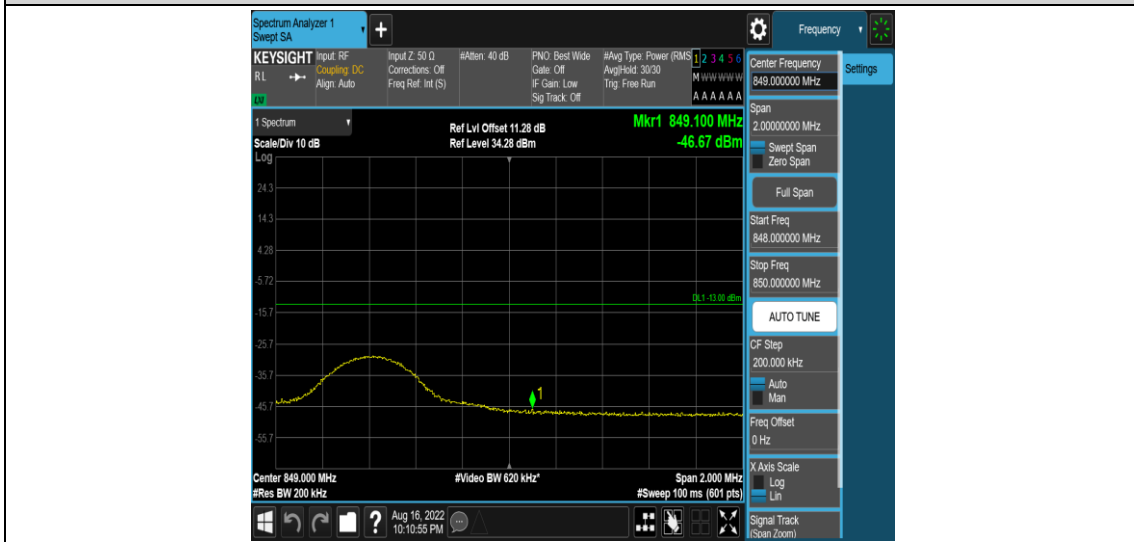 Spectrum Analyzer 1
Swept SA
+
Frequency
KEYSIGHT
RL
LXI
Input: RF
Coupling: DC
Align: Auto
Input Z: 50 Ω
Corrections: Off
Freq Ref: Int (S)
#Atten: 40 dB
PNO: Best Wide
Gate: Off
IF Gain: Low
Sig Track: Off
#Avg Type: Power (RMS
Avg|Hold: 30/30
Trig: Free Run
1 2 3 4 5 6
M W W W W W
A A A A A A
1 Spectrum
Scale/Div 10 dB
Log
Ref Lvl Offset 11.28 dB
Ref Level 34.28 dBm
Mkr1 849.100 MHz
-46.67 dBm
24.3
14.3
4.28
-5.72
DL1 -13.00 dBm
-15.7
-25.7
-35.7
1
-45.7
-55.7
Center 849.000 MHz
#Res BW 200 kHz
#Video BW 620 kHz*
Span 2.000 MHz
#Sweep 100 ms (601 pts)
?
Aug 16, 2022
10:10:55 PM
Center Frequency
849.000000 MHz
Settings
Span
2.00000000 MHz
Swept Span
Zero Span
Full Span
Start Freq
848.000000 MHz
Stop Freq
850.000000 MHz
AUTO TUNE
CF Step
200.000 kHz
Auto
Man
Freq Offset
0 Hz
X Axis Scale
Log
Lin
Signal Track
(Span Zoom)